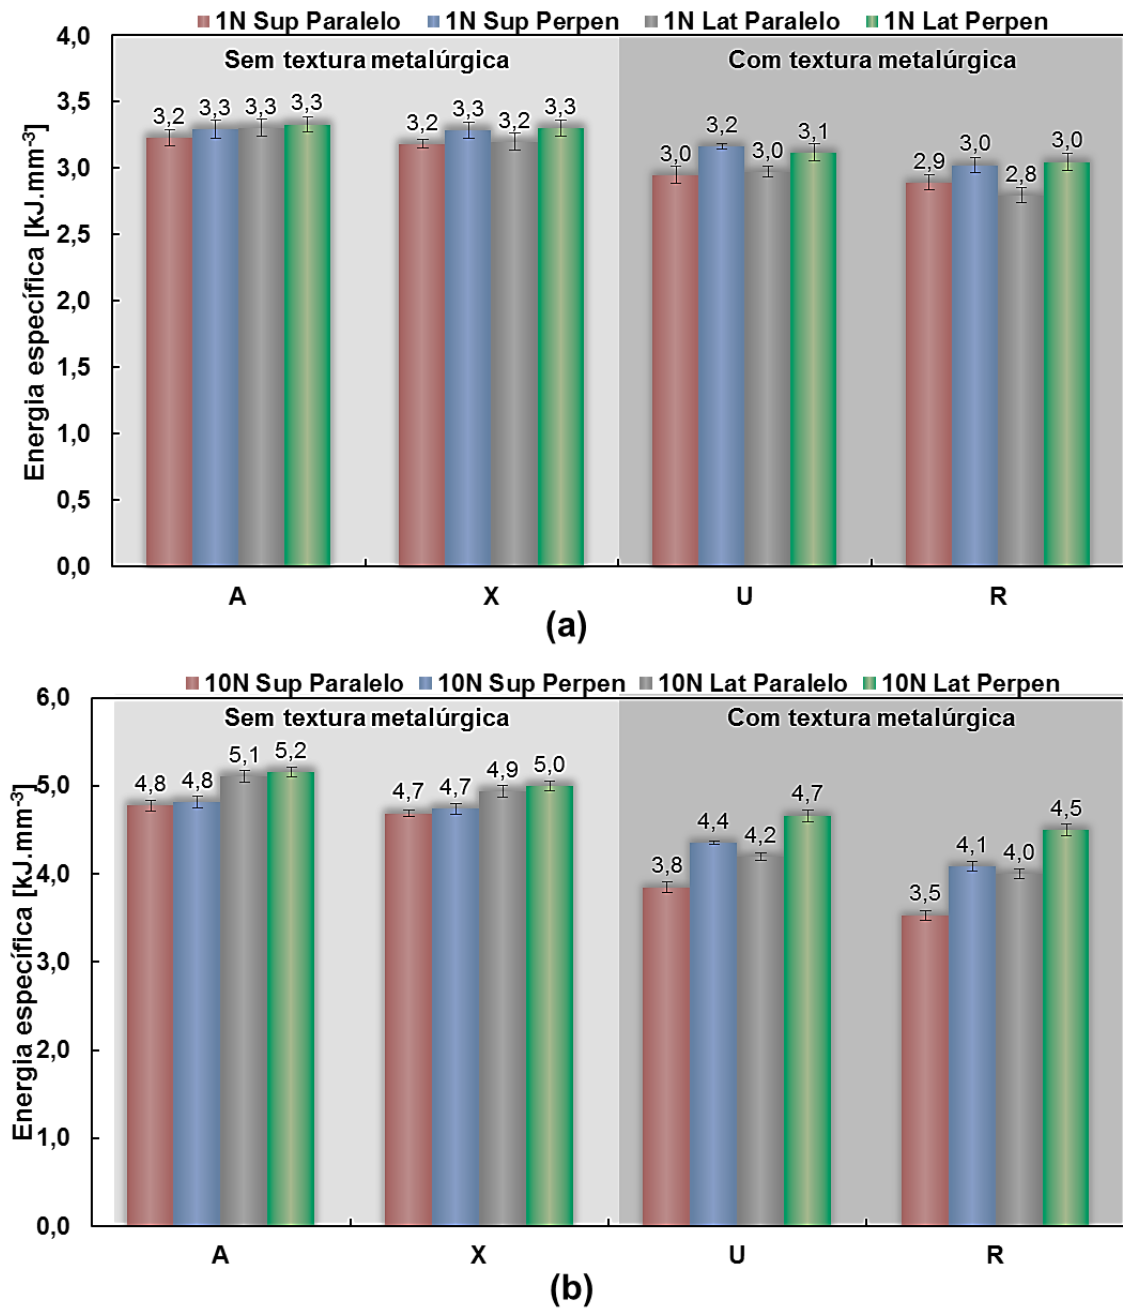 1N Sup Paralelo 1N Sup Perpen 1N Lat Paralelo 1N Lat Perpen
Sem textura metalúrgica Com textura metalúrgica
Energia específica [kJ.mm-3]
4,0
3,5
3,0
2,5
2,0
1,5
1,0
0,5
0,0
3,2 3,3 3,3 3,3 3,2 3,3 3,2 3,3 3,0 3,2 3,0 3,1 2,9 3,0 2,8 3,0
A X U R
(a)
10N Sup Paralelo 10N Sup Perpen 10N Lat Paralelo 10N Lat Perpen
Sem textura metalúrgica Com textura metalúrgica
Energia específica [kJ.mm-3]
6,0
5,0
4,0
3,0
2,0
1,0
0,0
4,8 4,8 5,1 5,2 4,7 4,7 4,9 5,0 3,8 4,4 4,2 4,7 3,5 4,1 4,0 4,5
A X U R
(b)